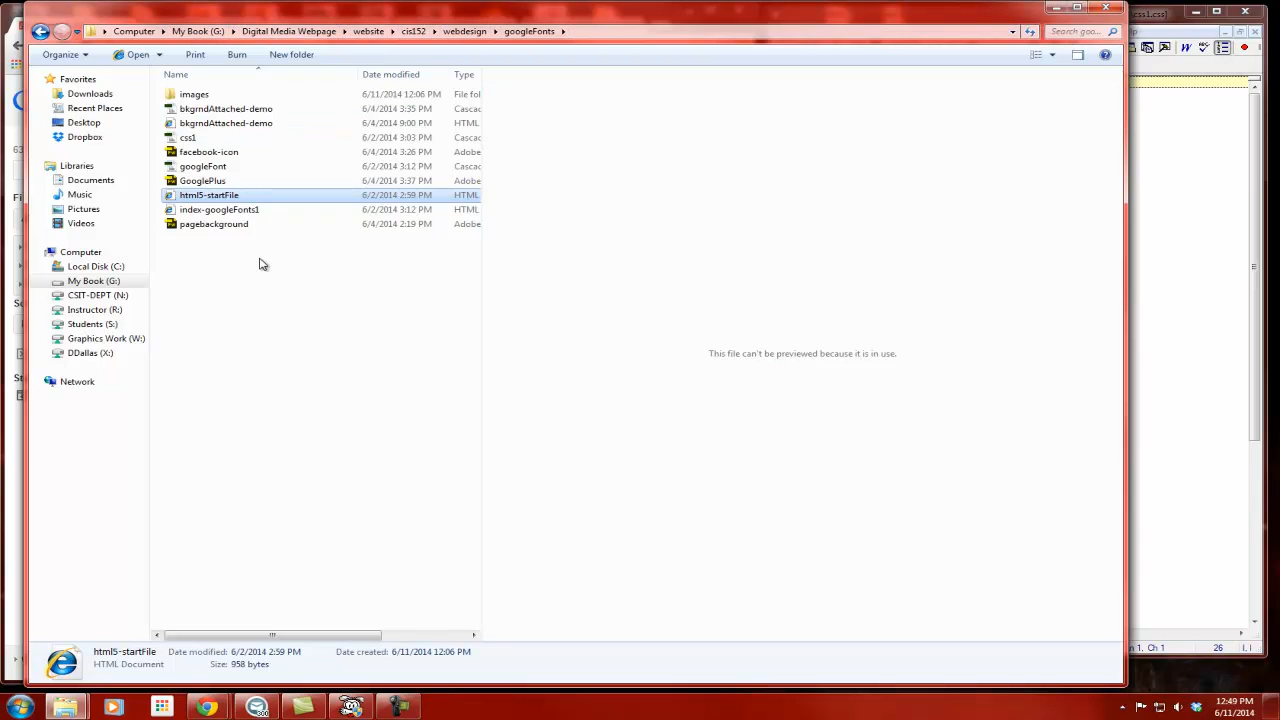 css1.css]
Computer My Book (G:) Digital Media Webpage website cis152 webdesign googleFonts Search goo...
Organize Open Print Burn New folder
Name Date modified Type
Favorites
Downloads
Recent Places
Desktop
Dropbox
Libraries
Documents
Music
Pictures
Videos
Computer
Local Disk (C:)
My Book (G:)
CSIT-DEPT (N:)
Instructor (R:)
Students (S:)
Graphics Work (W:)
DDallas (X:)
Network
images 6/11/2014 12:06 PM File fol
bkgrndAttached-demo 6/4/2014 3:35 PM Cascac
bkgrndAttached-demo 6/4/2014 9:00 PM HTML
css1 6/2/2014 3:03 PM Cascac
facebook-icon 6/4/2014 3:26 PM Adobe
googleFont 6/2/2014 3:12 PM Cascac
GooglePlus 6/4/2014 3:37 PM Adobe
html5-startFile 6/2/2014 2:59 PM HTML
index-googleFonts1 6/2/2014 3:12 PM HTML
pagebackground 6/4/2014 2:19 PM Adobe
This file can't be previewed because it is in use.
html5-startFile Date modified: 6/2/2014 2:59 PM Date created: 6/11/2014 12:06 PM
HTML Document Size: 958 bytes
n 1, Ch 1 26
12:49 PM
6/11/2014